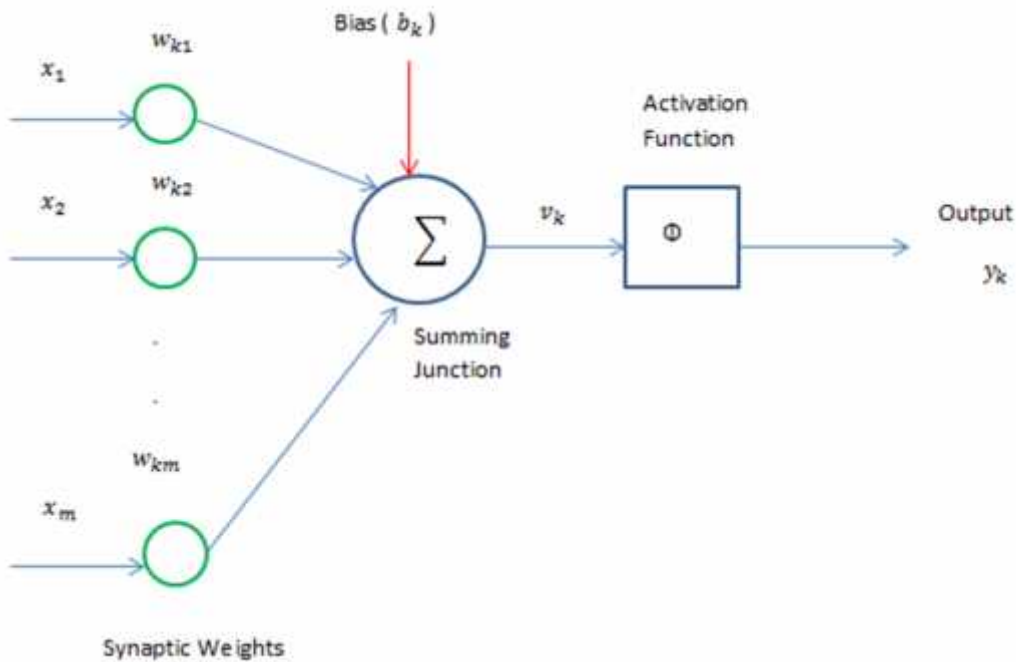 Bias ( b_k )
w_k1
x_1
Activation
Function
w_k2
x_2
v_k
Output
Φ
∑
y_k
Summing
Junction
.
.
w_km
x_m
Synaptic Weights